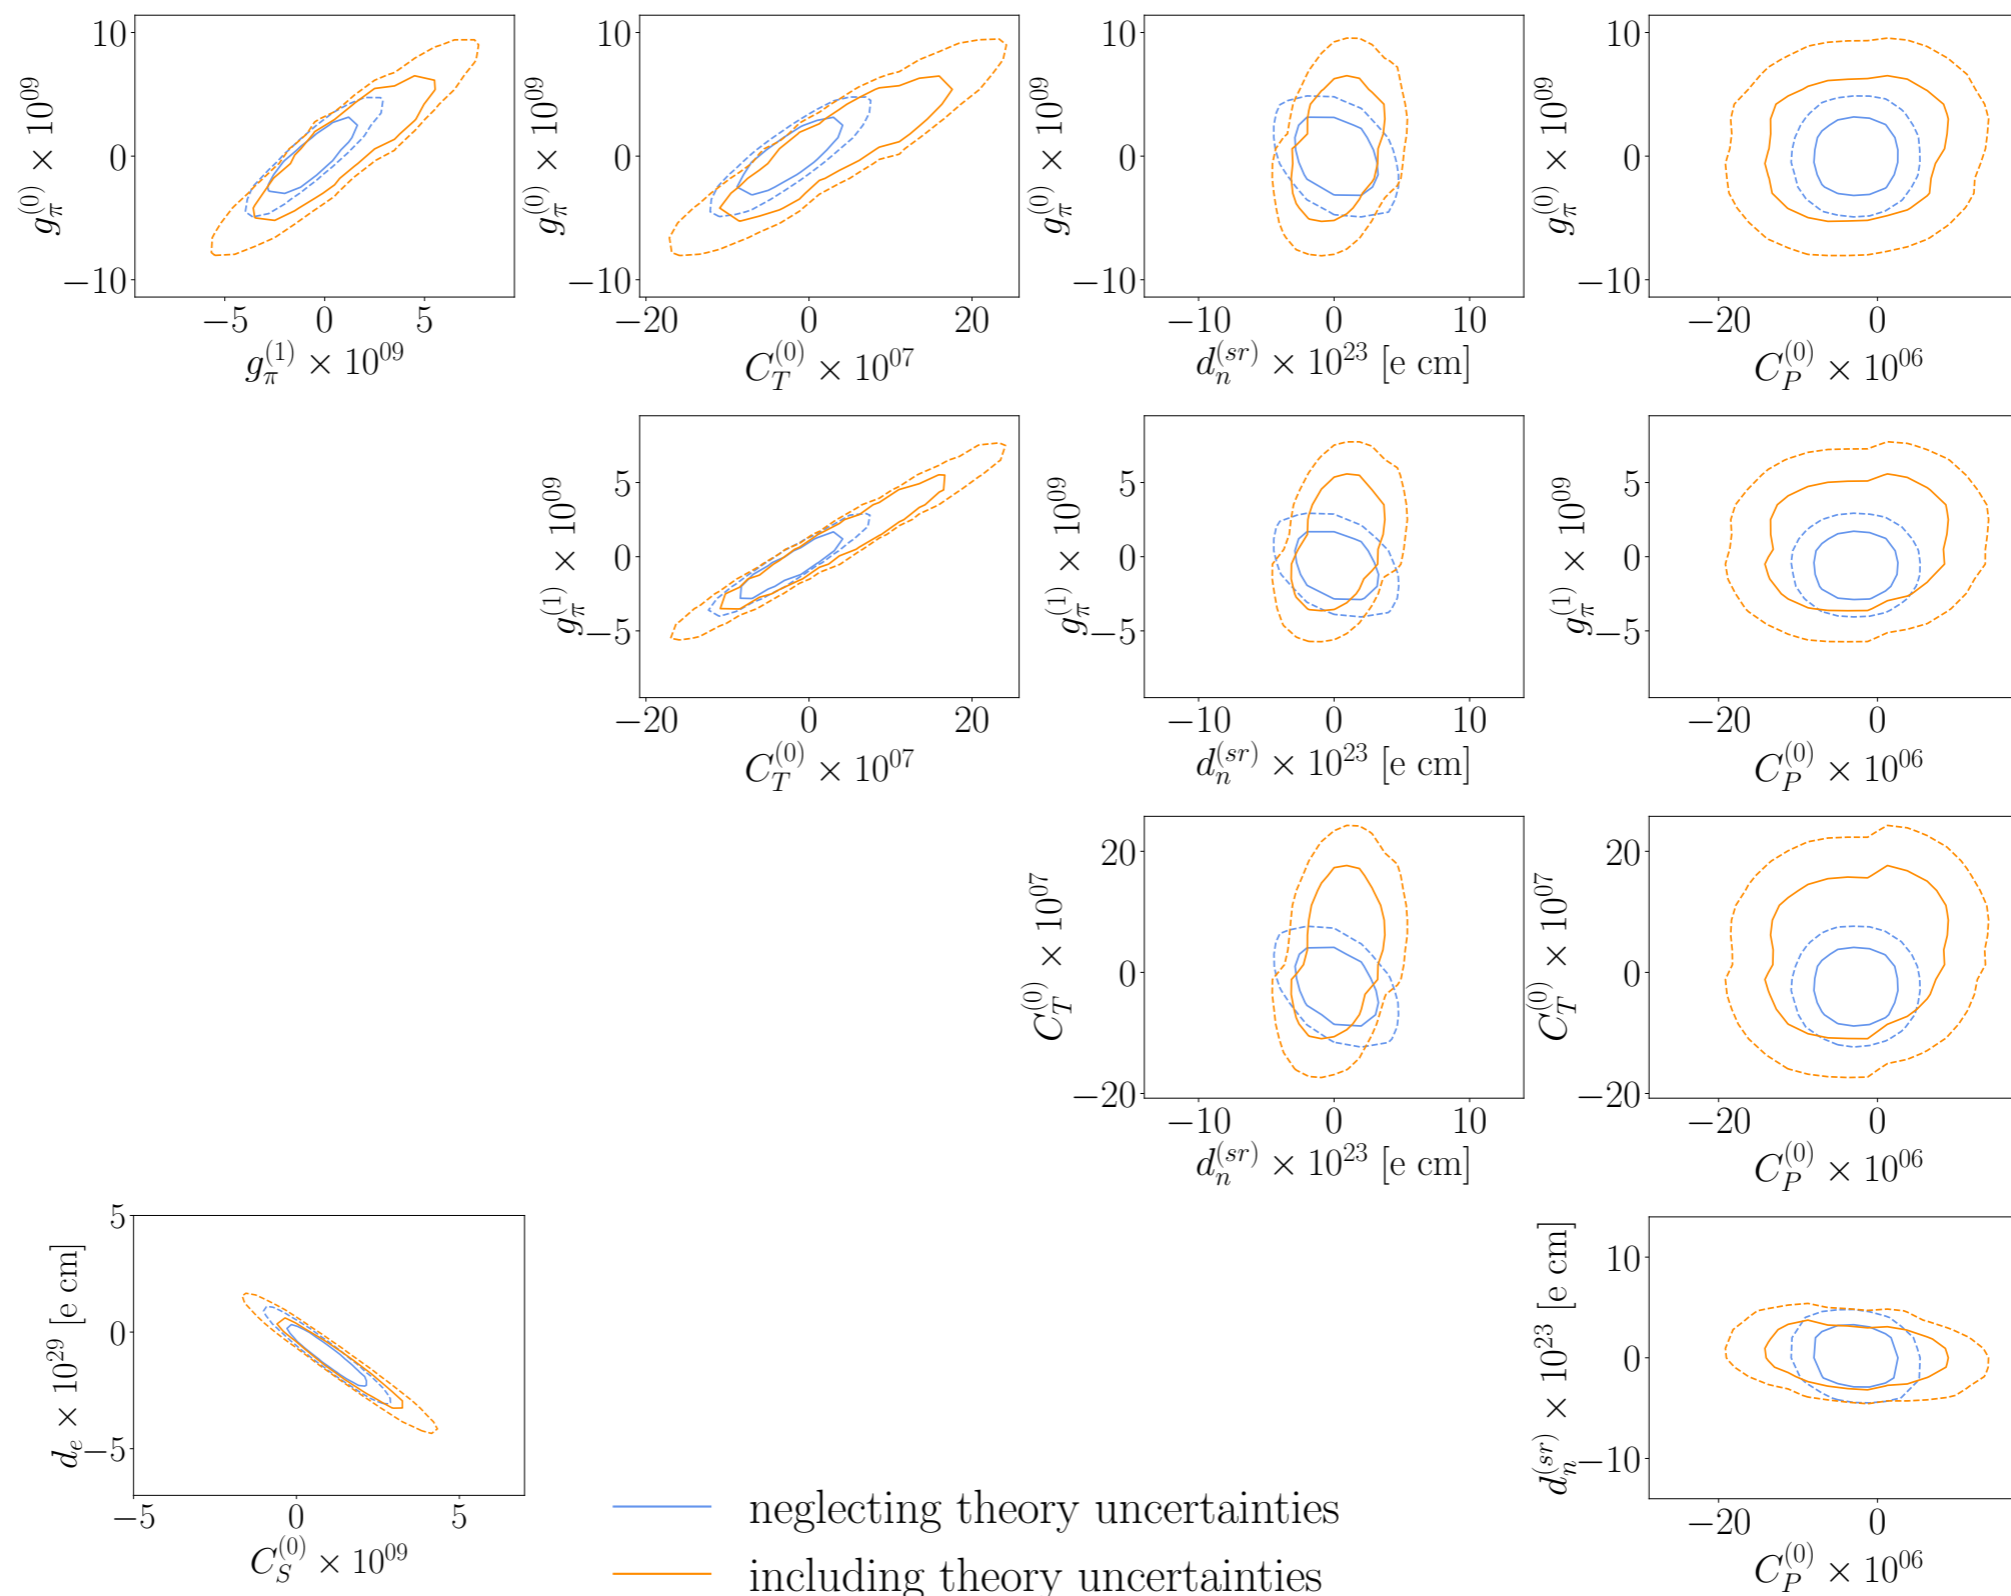 10
0
−10
g_π^(0) × 10^09
−5 0 5
g_π^(1) × 10^09
10
0
−10
g_π^(0) × 10^09
−20 0 20
C_T^(0) × 10^07
10
0
−10
g_π^(0) × 10^09
−10 0 10
d_n^(sr) × 10^23 [e cm]
10
0
−10
g_π^(0) × 10^09
−20 0
C_P^(0) × 10^06
5
0
−5
g_π^(1) × 10^09
−20 0 20
C_T^(0) × 10^07
5
0
−5
g_π^(1) × 10^09
−10 0 10
d_n^(sr) × 10^23 [e cm]
5
0
−5
g_π^(1) × 10^09
−20 0
C_P^(0) × 10^06
20
0
−20
C_T^(0) × 10^07
−10 0 10
d_n^(sr) × 10^23 [e cm]
20
0
−20
C_T^(0) × 10^07
−20 0
C_P^(0) × 10^06
5
0
−5
d_e × 10^29 [e cm]
−5 0 5
C_S^(0) × 10^09
10
0
−10
d_n^(sr) × 10^23 [e cm]
−20 0
C_P^(0) × 10^06
neglecting theory uncertainties
including theory uncertainties